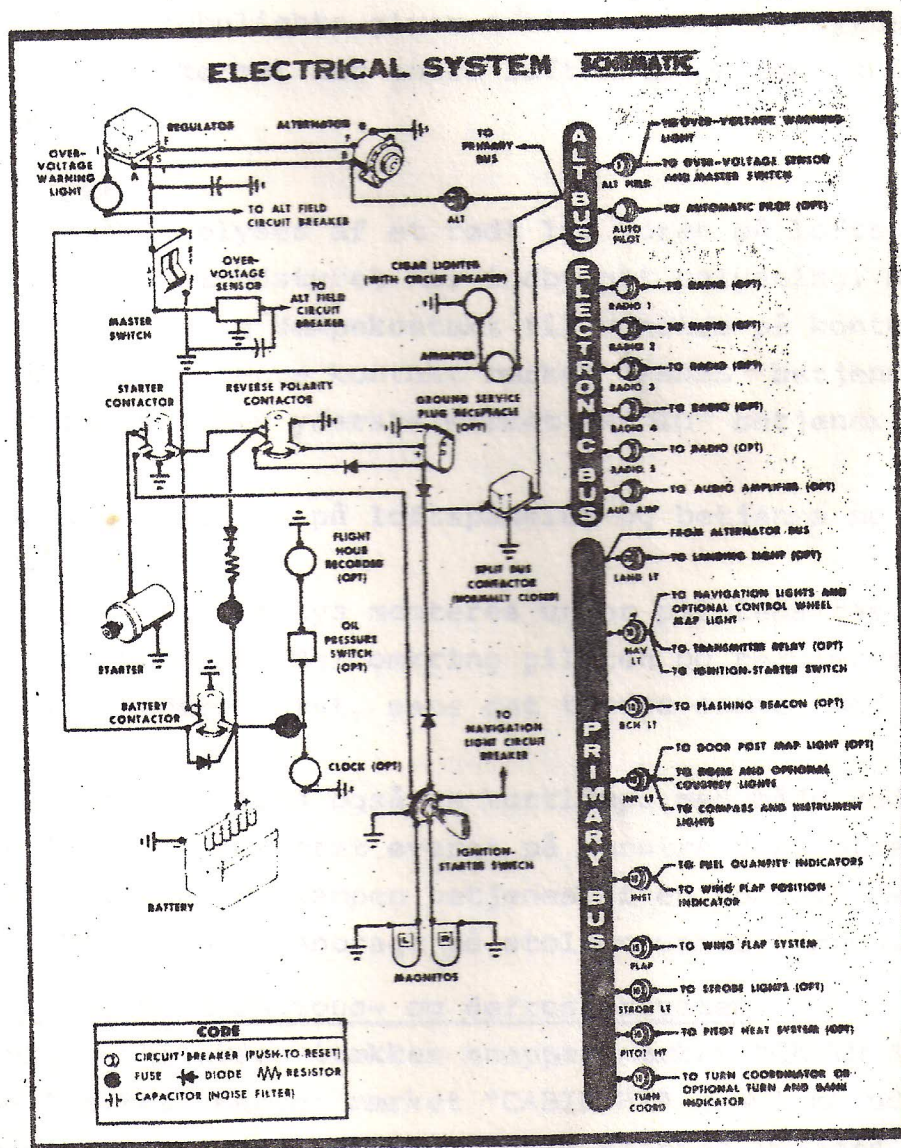 ELECTRICAL SYSTEM SCHEMATIC
REGULATOR
ALTERNATOR
OVER-
VOLTAGE
WARNING
LIGHT
TO ALT FIELD
CIRCUIT BREAKER
ALT
TO
PRIMARY
BUS
MASTER
SWITCH
OVER-
VOLTAGE
SENSOR
TO
ALT FIELD
CIRCUIT
BREAKER
CIGAR LIGHTER
(WITH CIRCUIT BREAKER)
AMMETER
STARTER
CONTACTOR
REVERSE POLARITY
CONTACTOR
GROUND SERVICE
PLUG RECEPTACLE
(OPT)
FLIGHT
HOUR
RECORDED
(OPT)
SPLIT BUS
CONTACTOR
(NORMALLY CLOSED)
OIL
PRESSURE
SWITCH
(OPT)
STARTER
BATTERY
CONTACTOR
TO
NAVIGATION
LIGHT CIRCUIT
BREAKER
CLOCK (OPT)
IGNITION-
STARTER SWITCH
BATTERY
L
R
MAGNETOS
CODE
CIRCUIT BREAKER (PUSH-TO-RESET)
FUSE DIODE RESISTOR
CAPACITOR (NOISE FILTER)
ALT BUS
TO OVER-VOLTAGE WARNING
LIGHT
ALT FIELD
TO OVER-VOLTAGE SENSOR
AND MASTER SWITCH
TO AUTOMATIC PILOT (OPT)
AUTO
PILOT
ELECTRONIC BUS
TO RADIO (OPT)
RADIO 1
TO RADIO (OPT)
RADIO 2
TO RADIO (OPT)
RADIO 3
TO RADIO (OPT)
RADIO
TO RADIO (OPT)
RADIO 5
TO AUDIO AMPLIFIER (OPT)
AUD AMP
PRIMARY BUS
FROM ALTERNATOR BUS
TO LANDING LIGHT (OPT)
LAND LT
TO NAVIGATION LIGHTS AND
OPTIONAL CONTROL WHEEL
MAP LIGHT
NAV
LT
TO TRANSMITTER RELAY (OPT)
TO IGNITION-STARTER SWITCH
TO FLASHING BEACON (OPT)
BCN LT
TO DOOR POST MAP LIGHT (OPT)
TO DOME AND OPTIONAL
COURTESY LIGHTS
INT LT
TO COMPASS AND INSTRUMENT
LIGHTS
TO FUEL QUANTITY INDICATORS
INST
TO WING FLAP POSITION
INDICATOR
TO WING FLAP SYSTEM
FLAP
TO STROBE LIGHTS (OPT)
STROBE LT
TO PITOT HEAT SYSTEM (OPT)
PITOT HT
TO TURN COORDINATOR OR
OPTIONAL TURN AND BANK
INDICATOR
TURN
COORD